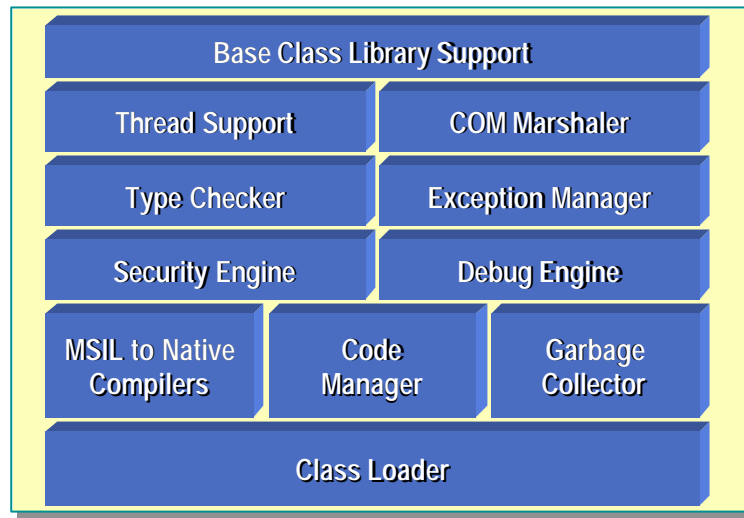 Base Class Library Support
Thread Support
COM Marshaler
Type Checker
Exception Manager
Security Engine
Debug Engine
MSIL to Native
Compilers
Code
Manager
Garbage
Collector
Class Loader